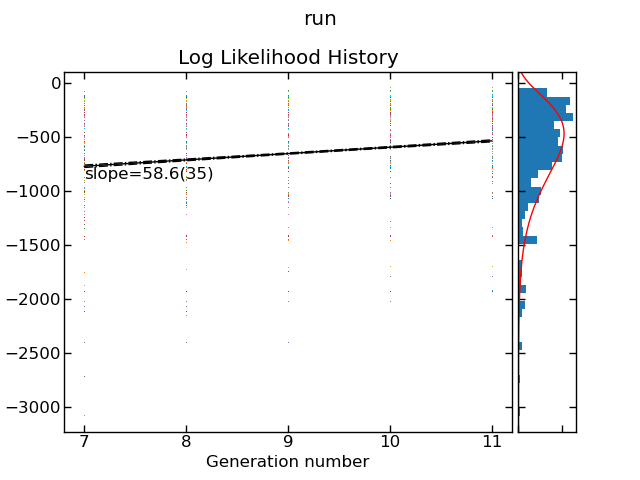 run
Log Likelihood History
0
−500
−1000
−1500
−2000
−2500
−3000
slope=58.6(35)
7 8 9 10 11
Generation number